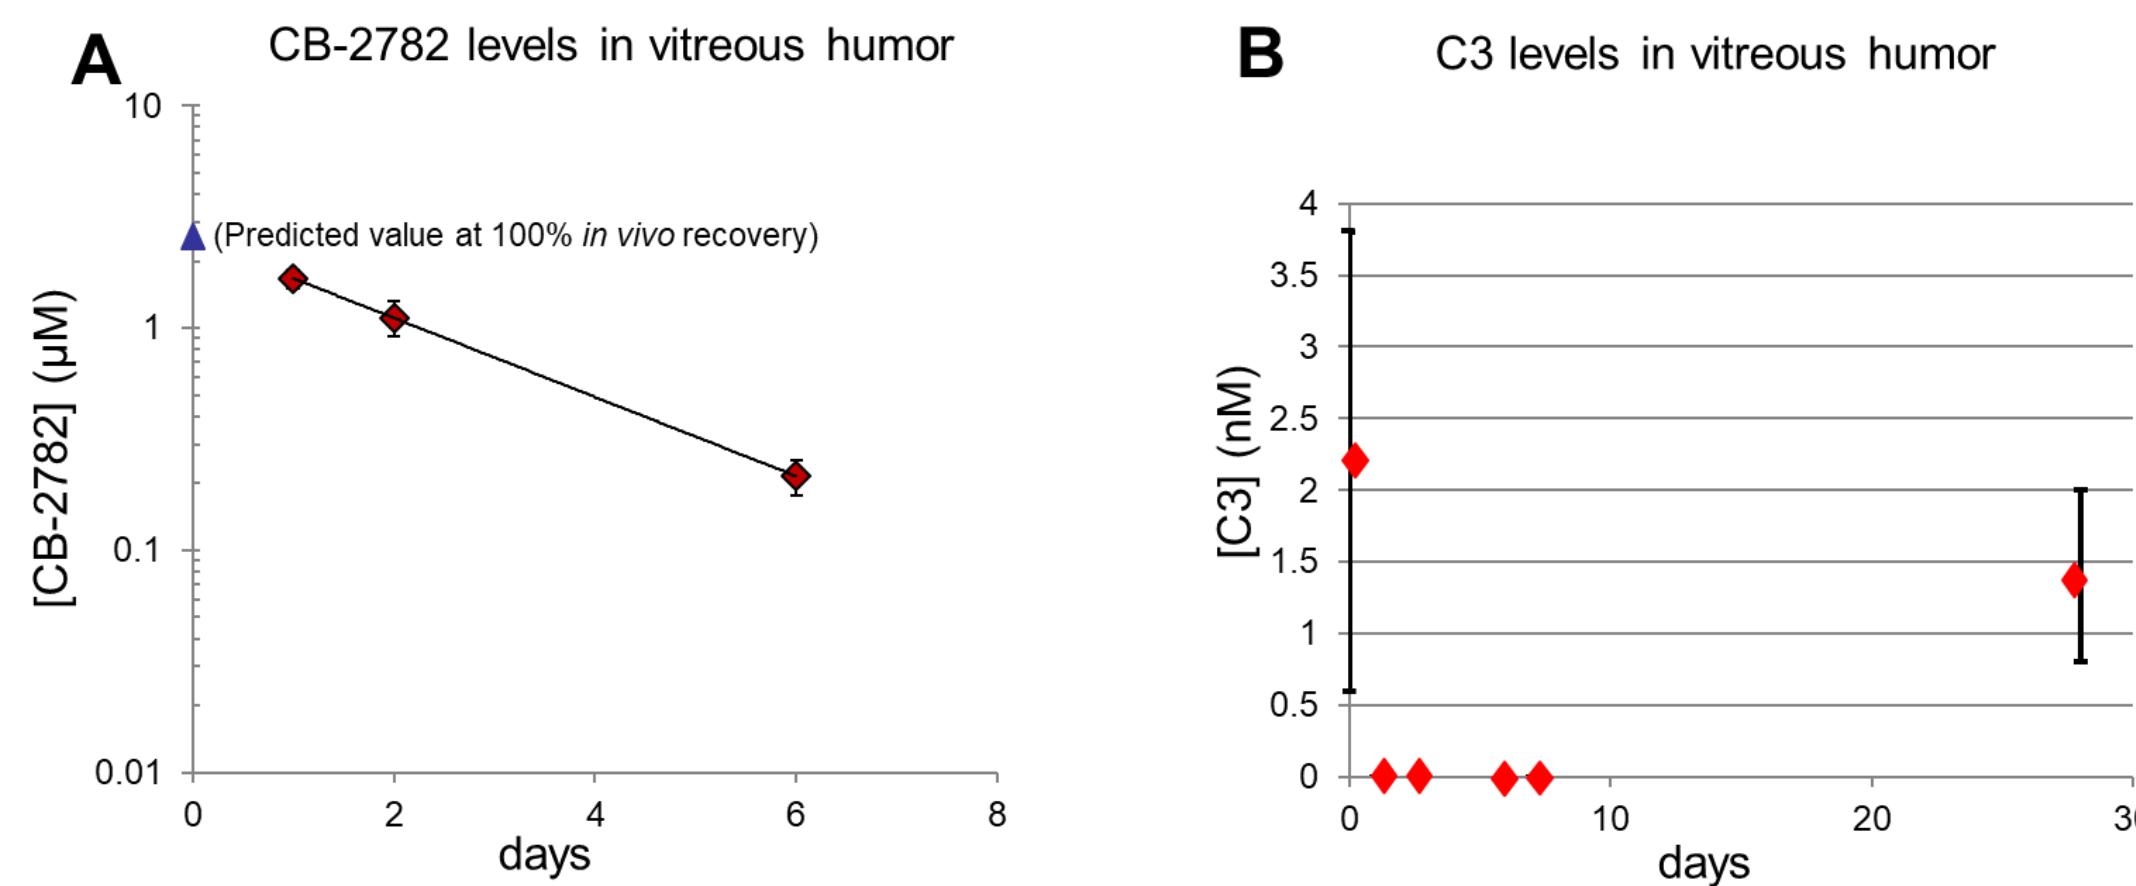 A
CB-2782 levels in vitreous humor
10
1
0.1
0.01
(Predicted value at 100% in vivo recovery)
[CB-2782] (µM)
0 2 4 6 8
days
B
C3 levels in vitreous humor
4
3.5
3
2.5
2
1.5
1
0.5
0
[C3] (nM)
0 10 20
days